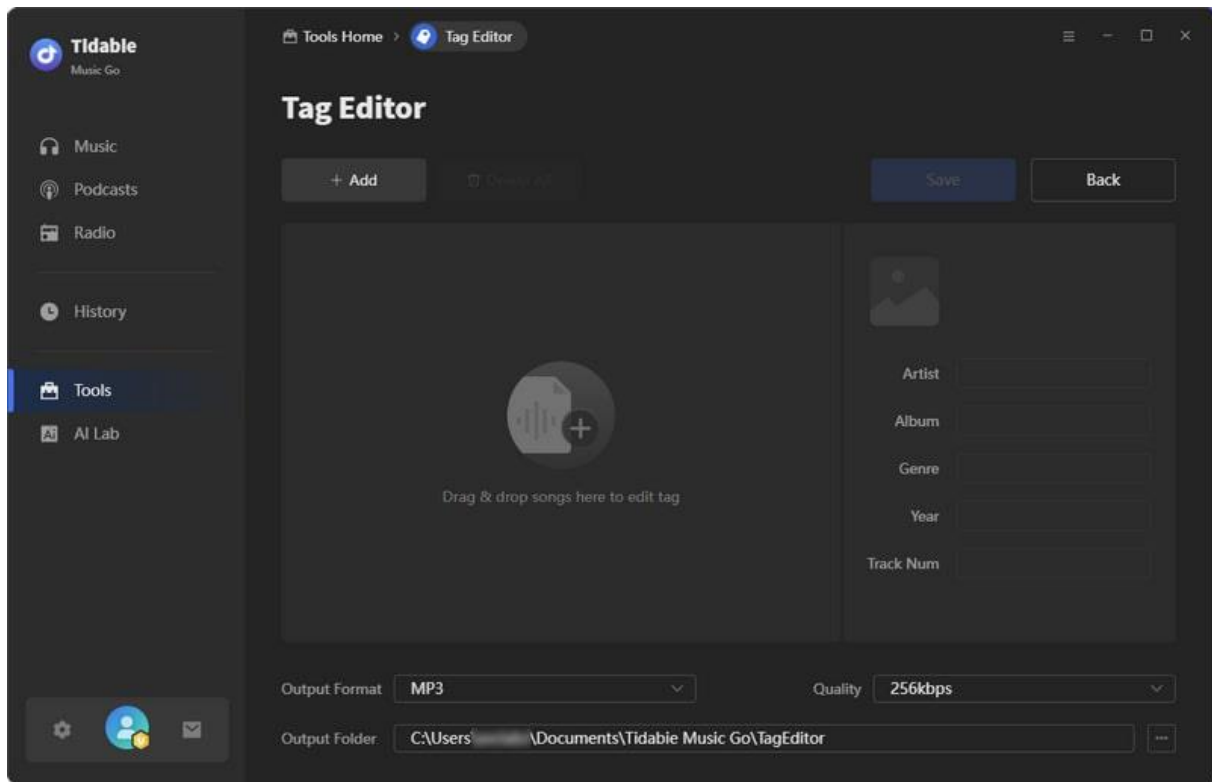 Tidable
Music Go
Music
Podcasts
Radio
History
Tools
AI Lab
Tools Home > Tag Editor
Tag Editor
+ Add
Delete All
Save
Back
Drag & drop songs here to edit tag
Artist
Album
Genre
Year
Track Num
Output Format MP3
Quality 256kbps
Output Folder C:\Users\ \Documents\Tidabie Music Go\TagEditor